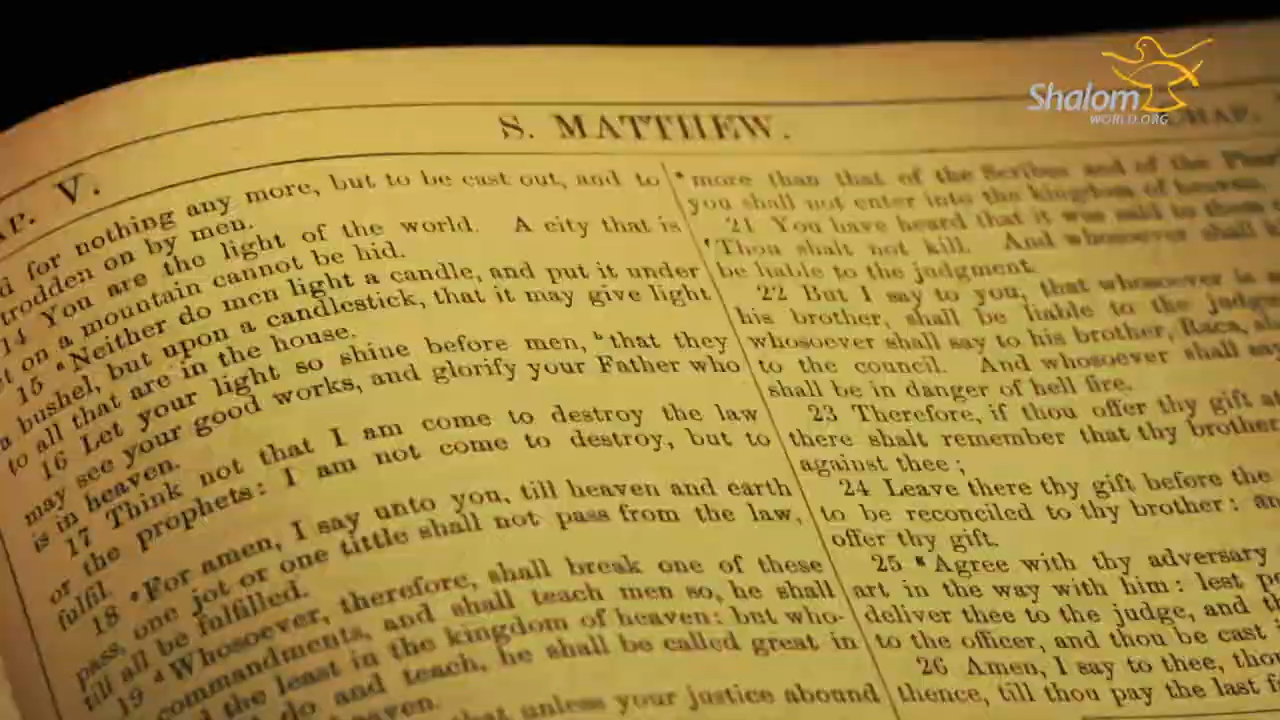 Shalom
WORLD.ORG
S. MATTHEW.
V.
CHAP.
for nothing any more, but to be cast out, and to
trodden on by men.
14 You are the light of the world. A city that is
on a mountain cannot be hid.
15 Neither do men light a candle, and put it under
a bushel, but upon a candlestick, that it may give light
to all that are in the house.
16 Let your light so shine before men, b that they
may see your good works, and glorify your Father who
is in heaven.
17 Think not that I am come to destroy the law
or the prophets: I am not come to destroy, but to
fulfil.
18 For amen, I say unto you, till heaven and earth
pass, one jot or one tittle shall not pass from the law,
till all be fulfilled.
19 Whosoever, therefore, shall break one of these
commandments, and shall teach men so, he shall
the least in the kingdom of heaven: but who-
do and teach, he shall be called great in
heaven.
that unless your justice abound
more than that of the Scribes and of the
you shall not enter into the kingdom of heaven.
21 You have heard that it was said to them
Thou shalt not kill. And whosoever shall
be liable to the judgment.
22 But I say to you, that whosoever is
his brother, shall be liable to the
whosoever shall say to his brother, Raca,
to the council. And whosoever shall say
shall be in danger of hell fire.
23 Therefore, if thou offer thy gift
there shalt remember that thy brother
against thee;
24 Leave there thy gift before the
to be reconciled to thy brother:
offer thy gift.
25 Agree with thy adversary
art in the way with him: lest
deliver thee to the judge, and
to the officer, and thou be cast
26 Amen, I say to thee,
thence, till thou pay the last